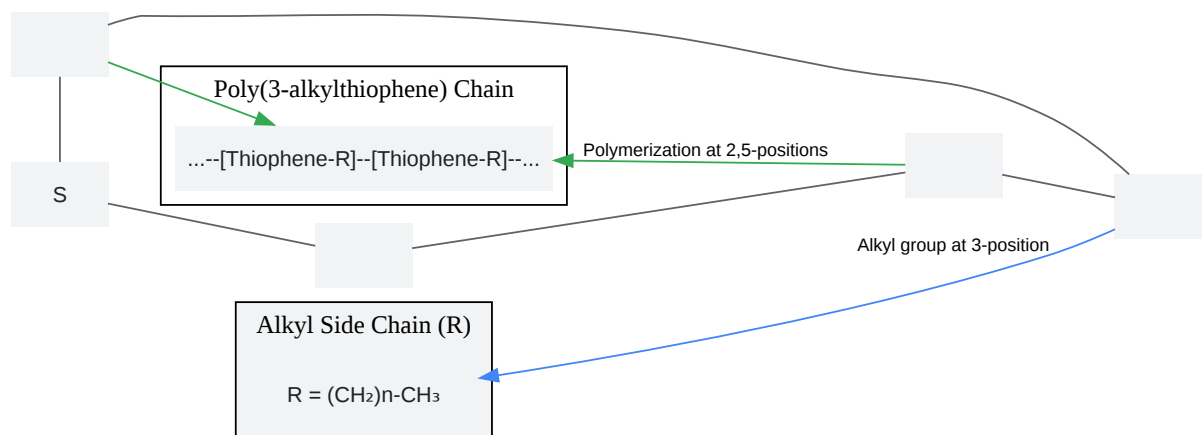 Poly(3-alkylthiophene) Chain
...--[Thiophene-R]--[Thiophene-R]--...
Polymerization at 2,5-positions
S
Alkyl group at 3-position
Alkyl Side Chain (R)
R = (CH₂)n-CH₃